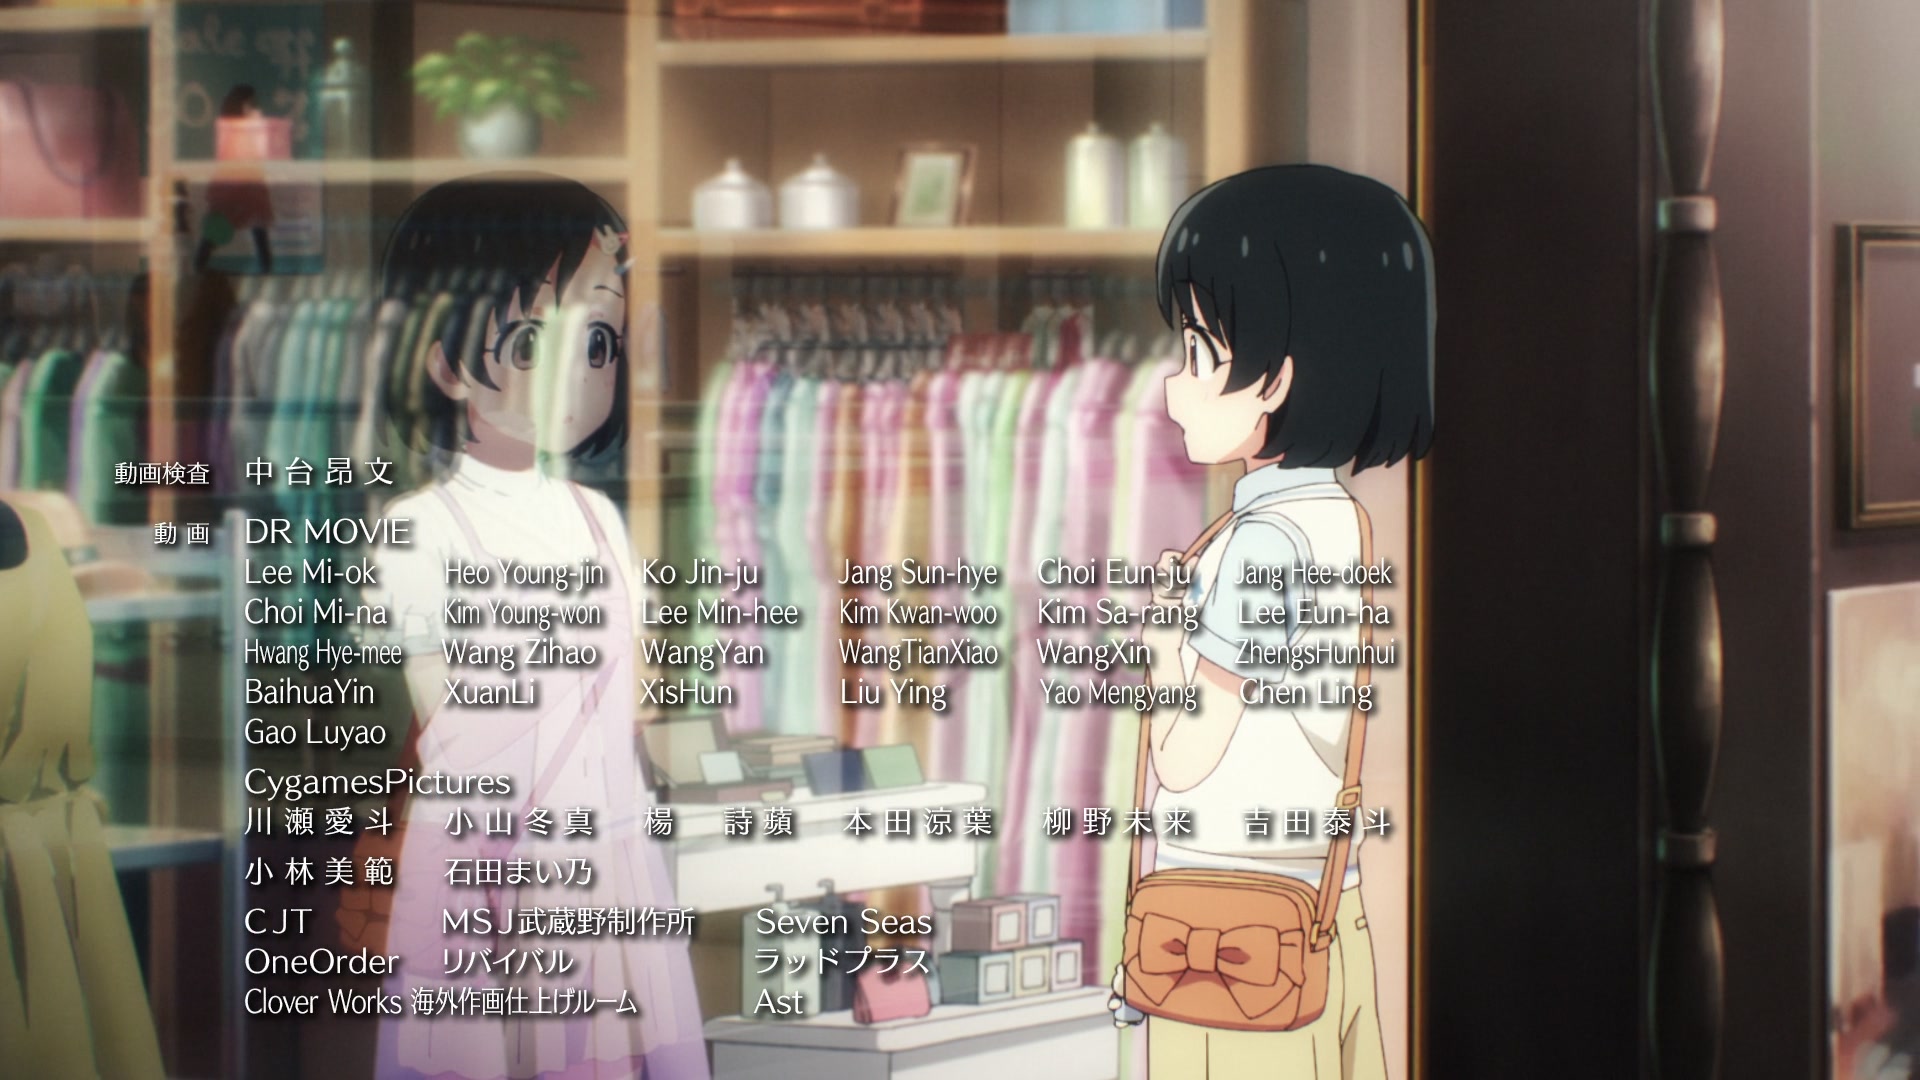 動画検査 中台昂文
動画 DR MOVIE
Lee Mi-ok Heo Young-jin Ko Jin-ju Jang Sun-hye Choi Eun-ju Jang Hee-doek
Choi Mi-na Kim Young-won Lee Min-hee Kim Kwan-woo Kim Sa-rang Lee Eun-ha
Hwang Hye-mee Wang Zihao WangYan WangTianXiao WangXin ZhengsHunhui
BaihuaYin XuanLi XisHun Liu Ying Yao Mengyang Chen Ling
Gao Luyao
CygamesPictures
川瀬愛斗 小山冬真 楊 詩蘋 本田涼葉 柳野未来 吉田泰斗
小林美範 石田まい乃
CJT MSJ武蔵野制作所 Seven Seas
OneOrder リバイバル ラッドプラス
Clover Works 海外作画仕上げルーム Ast